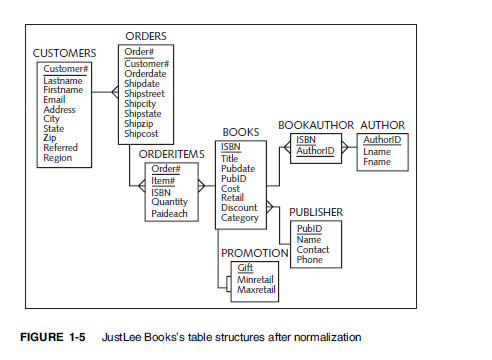 CUSTOMERS
Customer#
Lastname
Firstname
Email
Address
City
State
Zip
Referred
Region
ORDERS
Order#
Customer#
Orderdate
Shipdate
Shipstreet
Shipcity
Shipstate
Shipzip
Shipcost
ORDERITEMS
Order#
Item#
ISBN
Quantity
Paideach
BOOKS
ISBN
Title
Pubdate
PubID
Cost
Retail
Discount
Category
BOOKAUTHOR
ISBN
AuthorID
AUTHOR
AuthorID
Lname
Fname
PUBLISHER
PubID
Name
Contact
Phone
PROMOTION
Gift
Minretail
Maxretail
FIGURE 1-5 JustLee Books's table structures after normalization